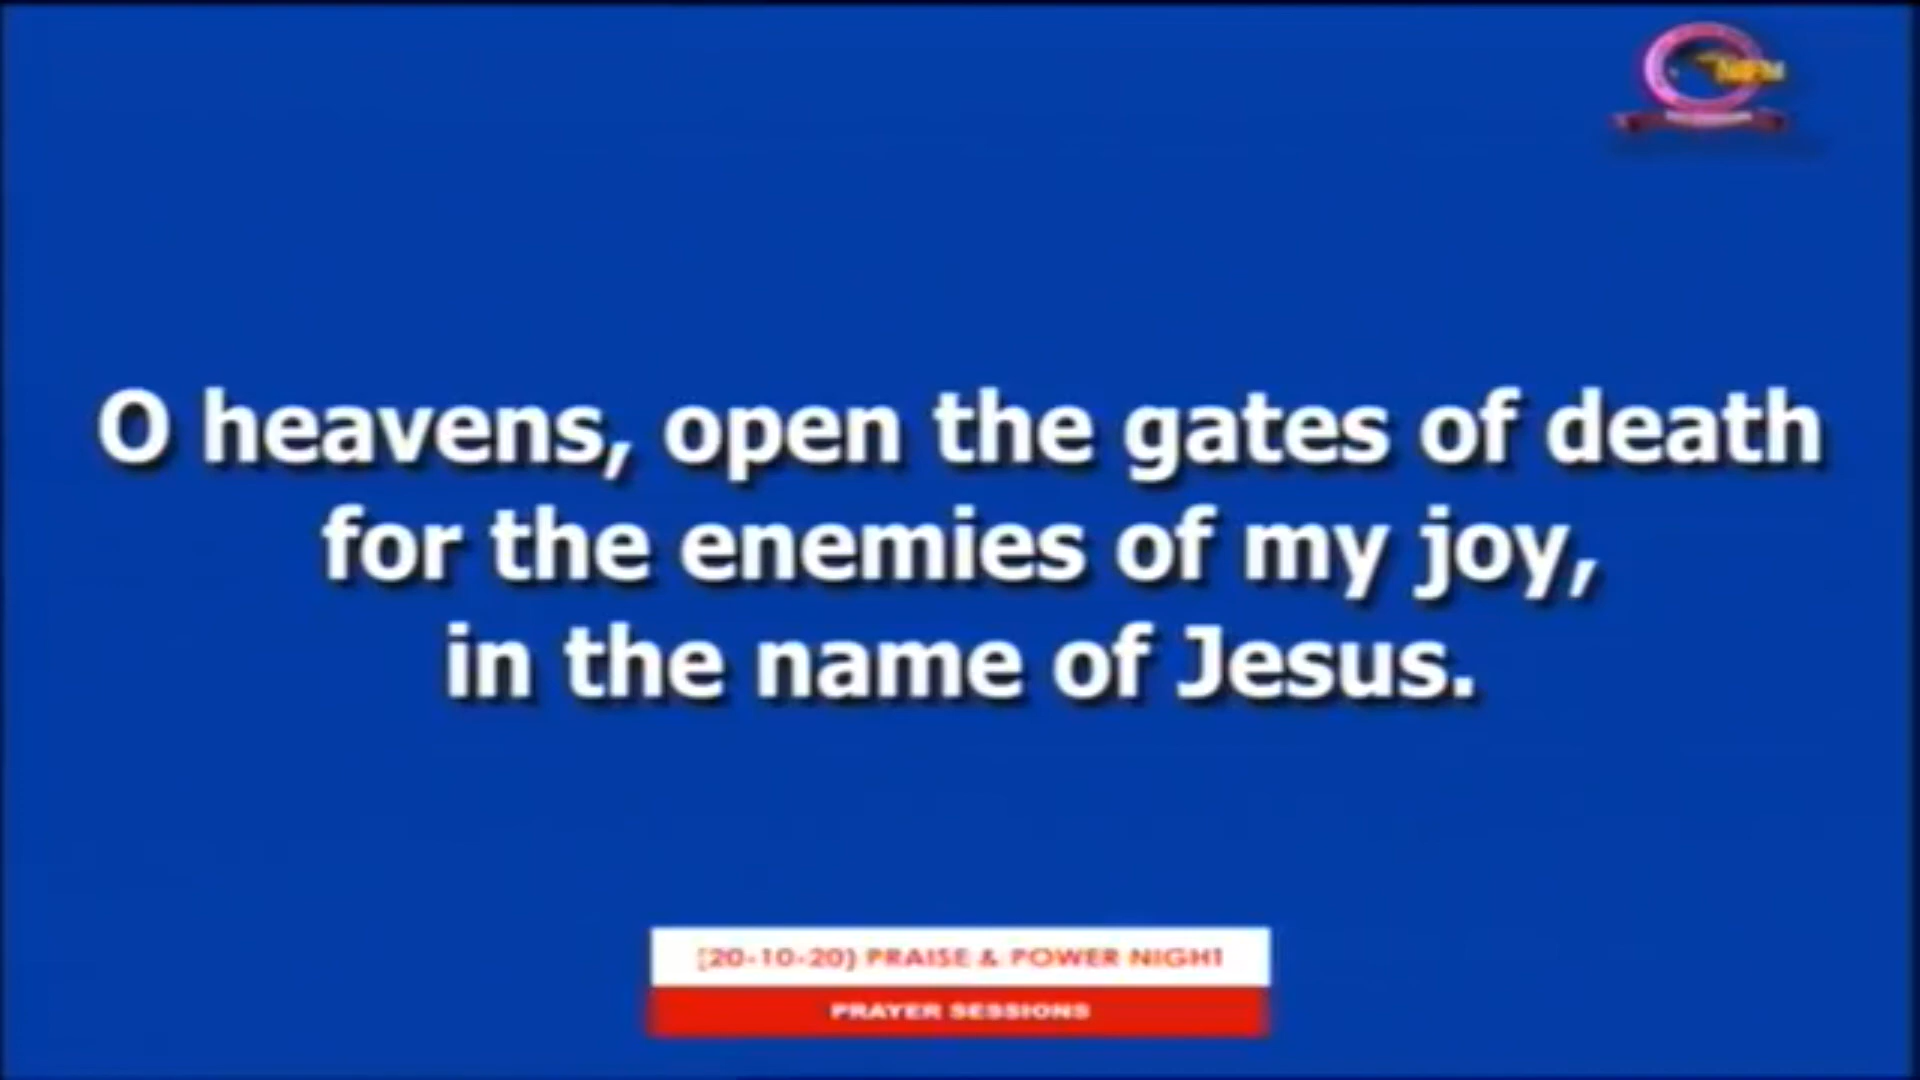 O heavens, open the gates of death
for the enemies of my joy,
in the name of Jesus.
[20-10-20} PRAISE & POWER NIGHT
PRAYER SESSIONS